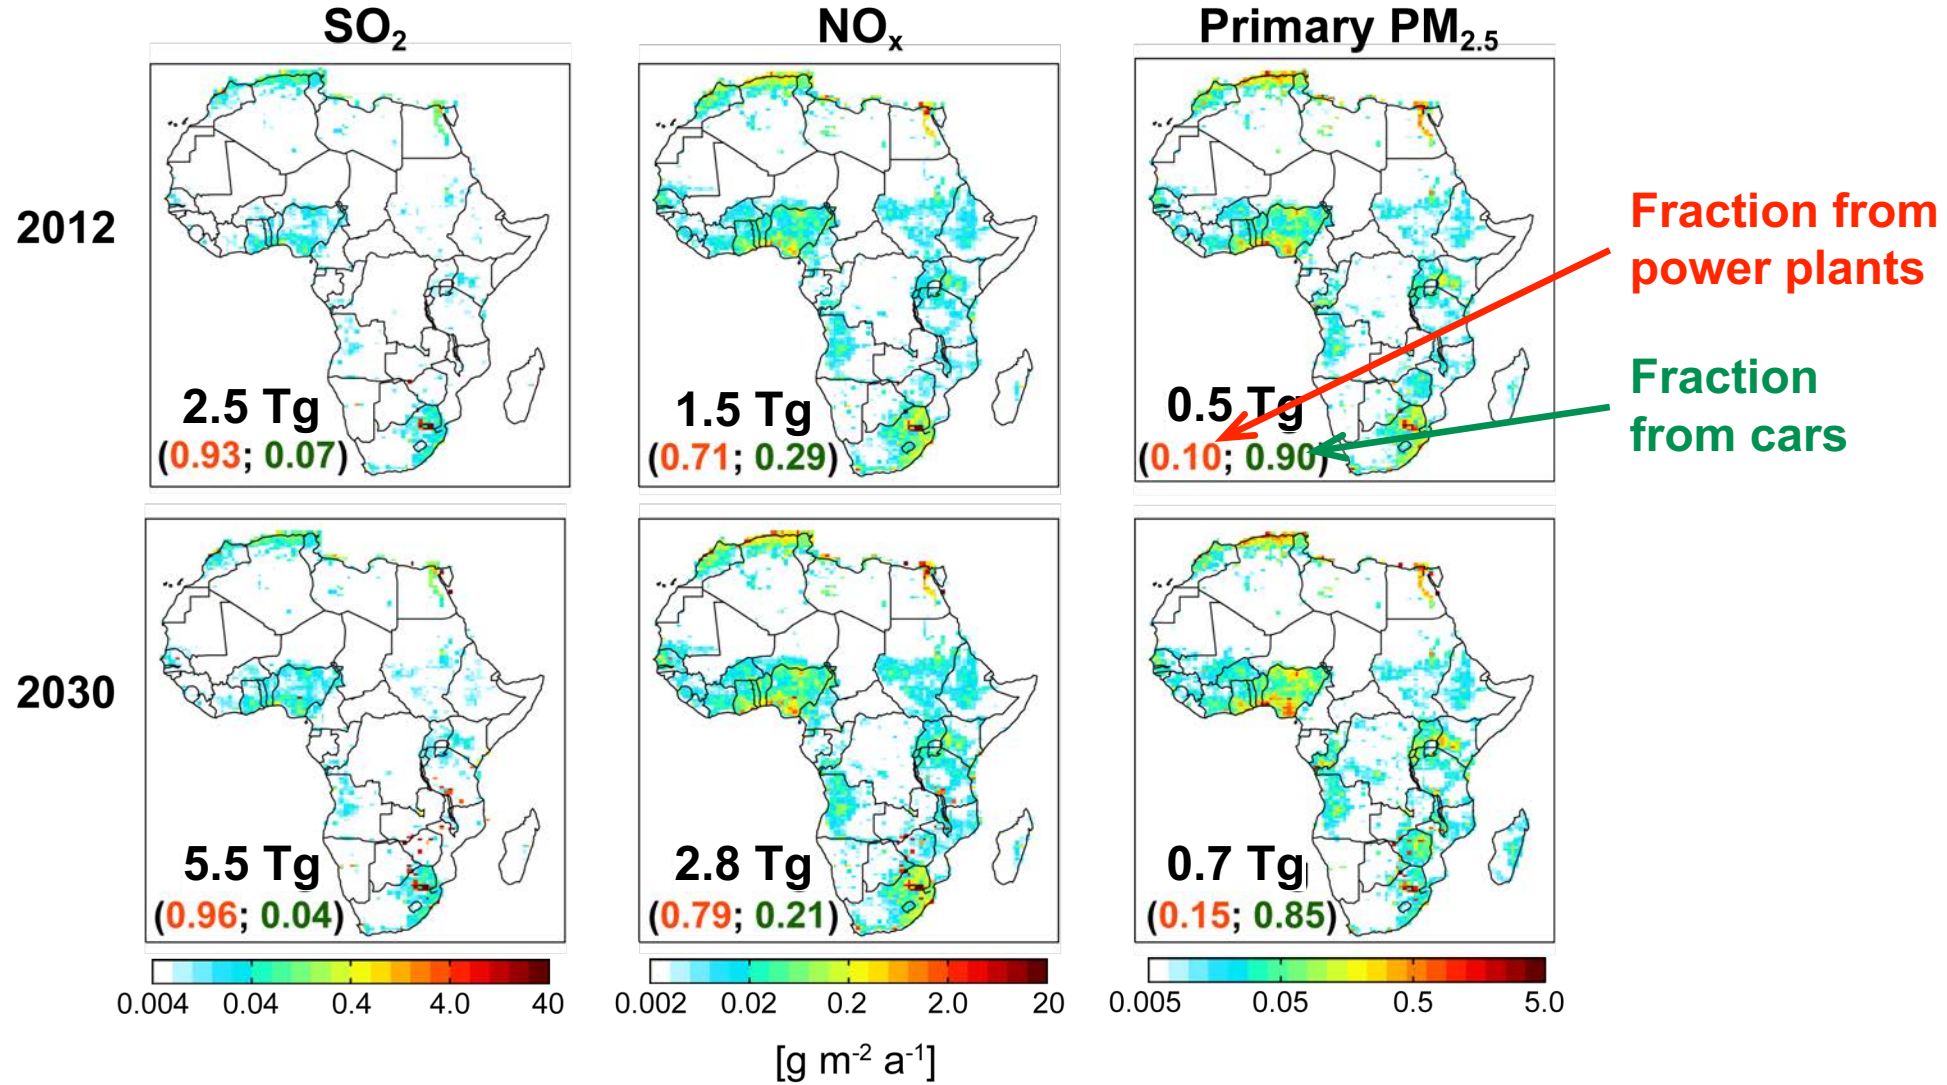 SO2
NOx
Primary PM2.5
2012
2.5 Tg
(0.93; 0.07)
1.5 Tg
(0.71; 0.29)
0.5 Tg
(0.10; 0.90)
Fraction from
power plants
Fraction
from cars
2030
5.5 Tg
(0.96; 0.04)
2.8 Tg
(0.79; 0.21)
0.7 Tg
(0.15; 0.85)
0.004 0.04 0.4 4.0 40
0.002 0.02 0.2 2.0 20
0.005 0.05 0.5 5.0
[g m-2 a-1]